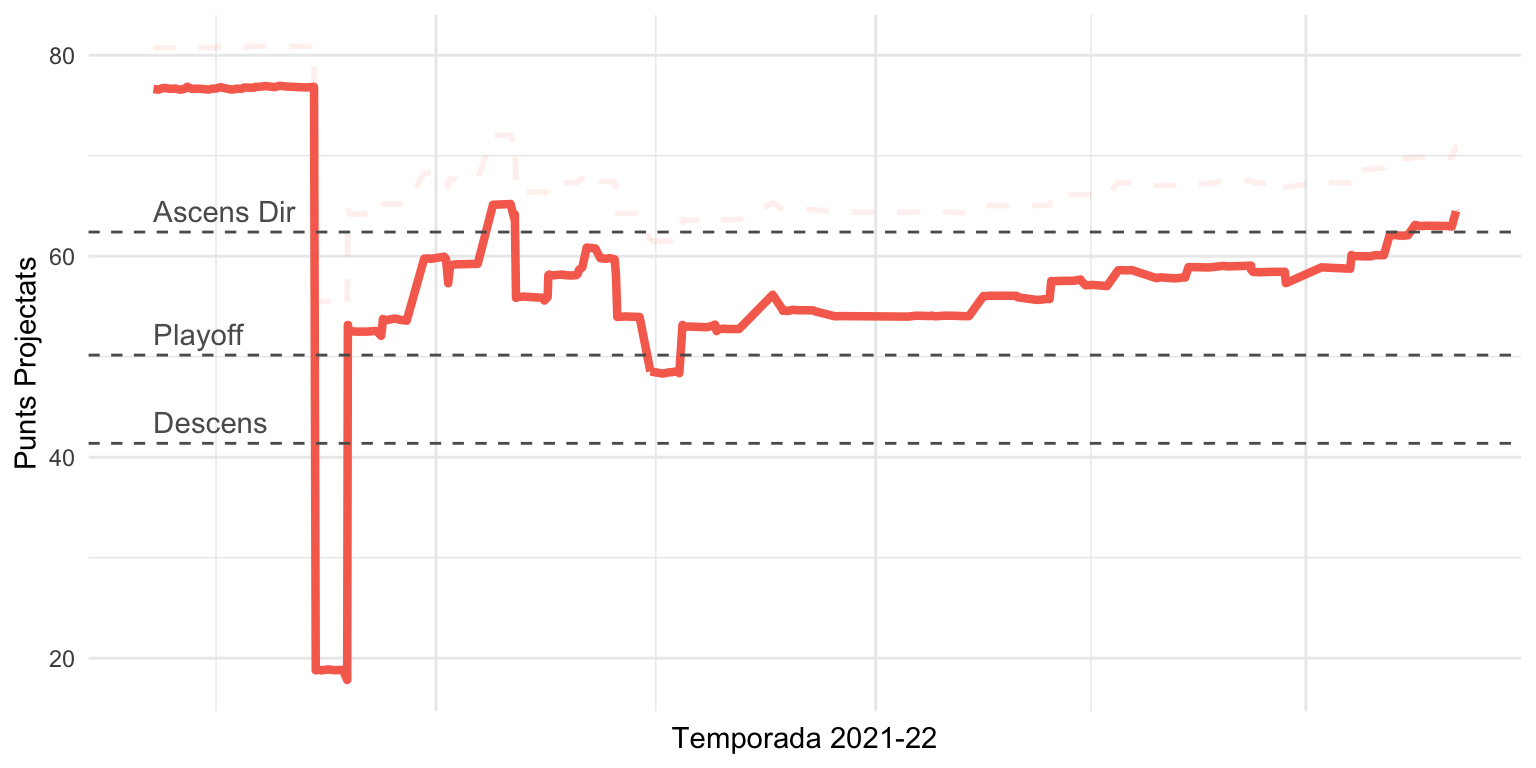 80
Ascens Dir
60
Playoff
Descens
40
20
Punts Projectats
Temporada 2021-22